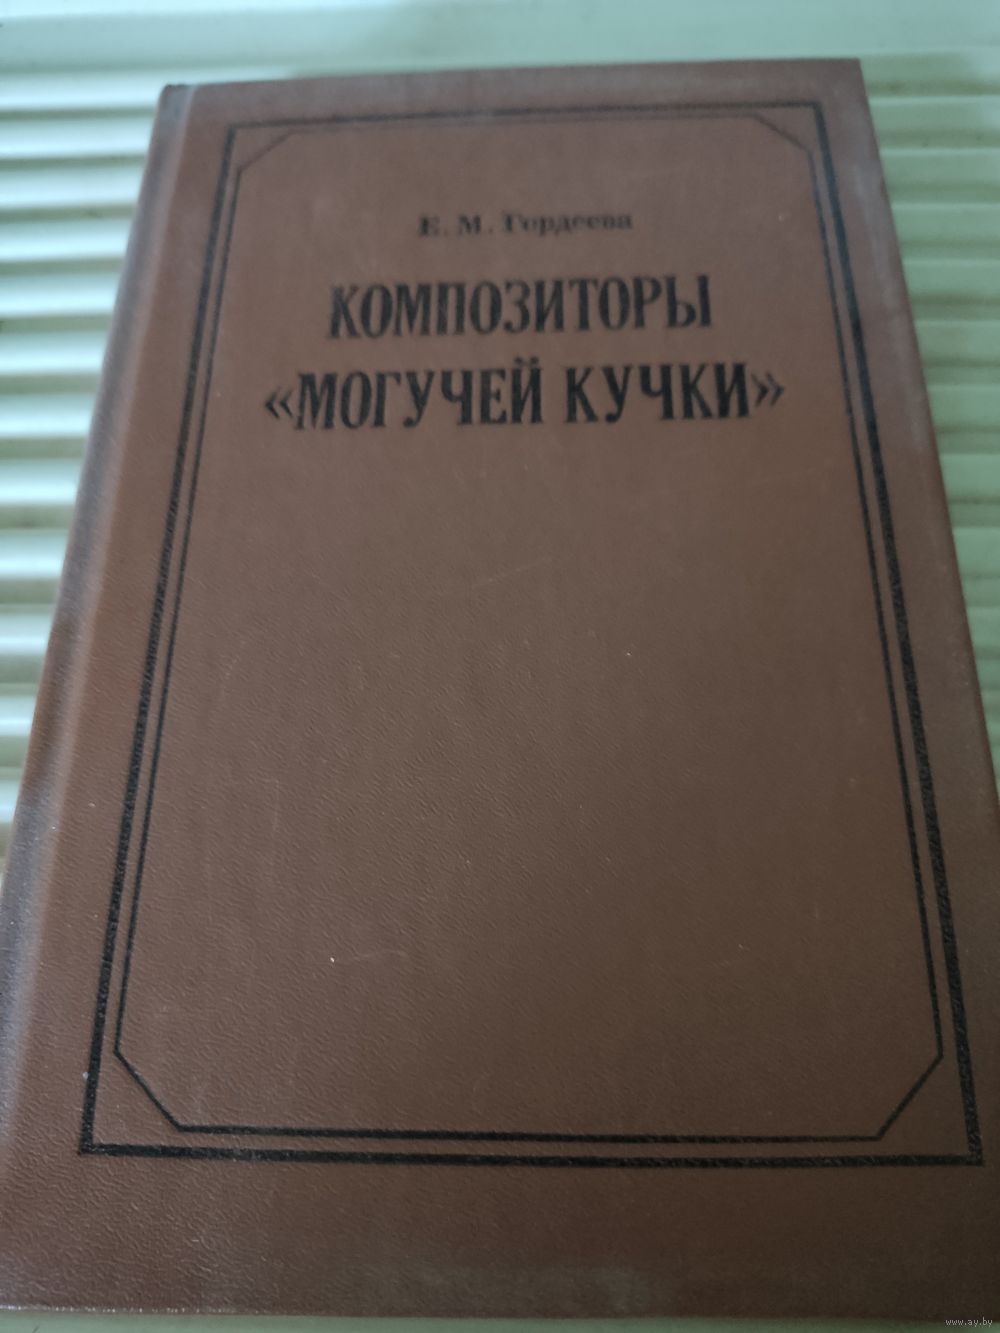 Е. М. Гордеева
КОМПОЗИТОРЫ
«МОГУЧЕЙ КУЧКИ»
www.ay.by